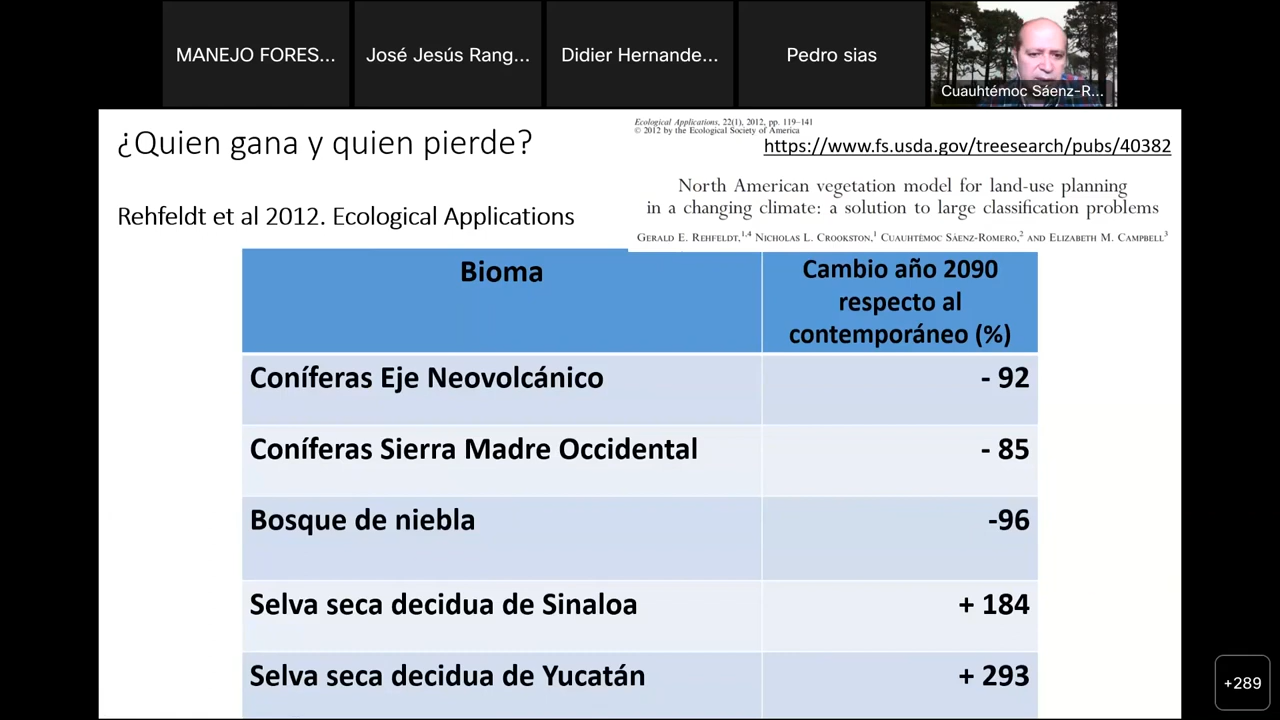 MANEJO FORES...
José Jesús Rang...
Didier Hernande...
Pedro sias
Cuauhtémoc Sáenz-R...
¿Quien gana y quien pierde?
Ecological Applications, 22(1), 2012, pp. 119–141
© 2012 by the Ecological Society of America
https://www.fs.usda.gov/treesearch/pubs/40382
North American vegetation model for land-use planning
in a changing climate: a solution to large classification problems
GERALD E. REHFELDT,1,4 NICHOLAS L. CROOKSTON,1 CUAUHTÉMOC SÁENZ-ROMERO,2 AND ELIZABETH M. CAMPBELL3
Rehfeldt et al 2012. Ecological Applications
Bioma
Cambio año 2090
respecto al
contemporáneo (%)
Coníferas Eje Neovolcánico - 92
Coníferas Sierra Madre Occidental - 85
Bosque de niebla -96
Selva seca decidua de Sinaloa + 184
Selva seca decidua de Yucatán + 293
+289